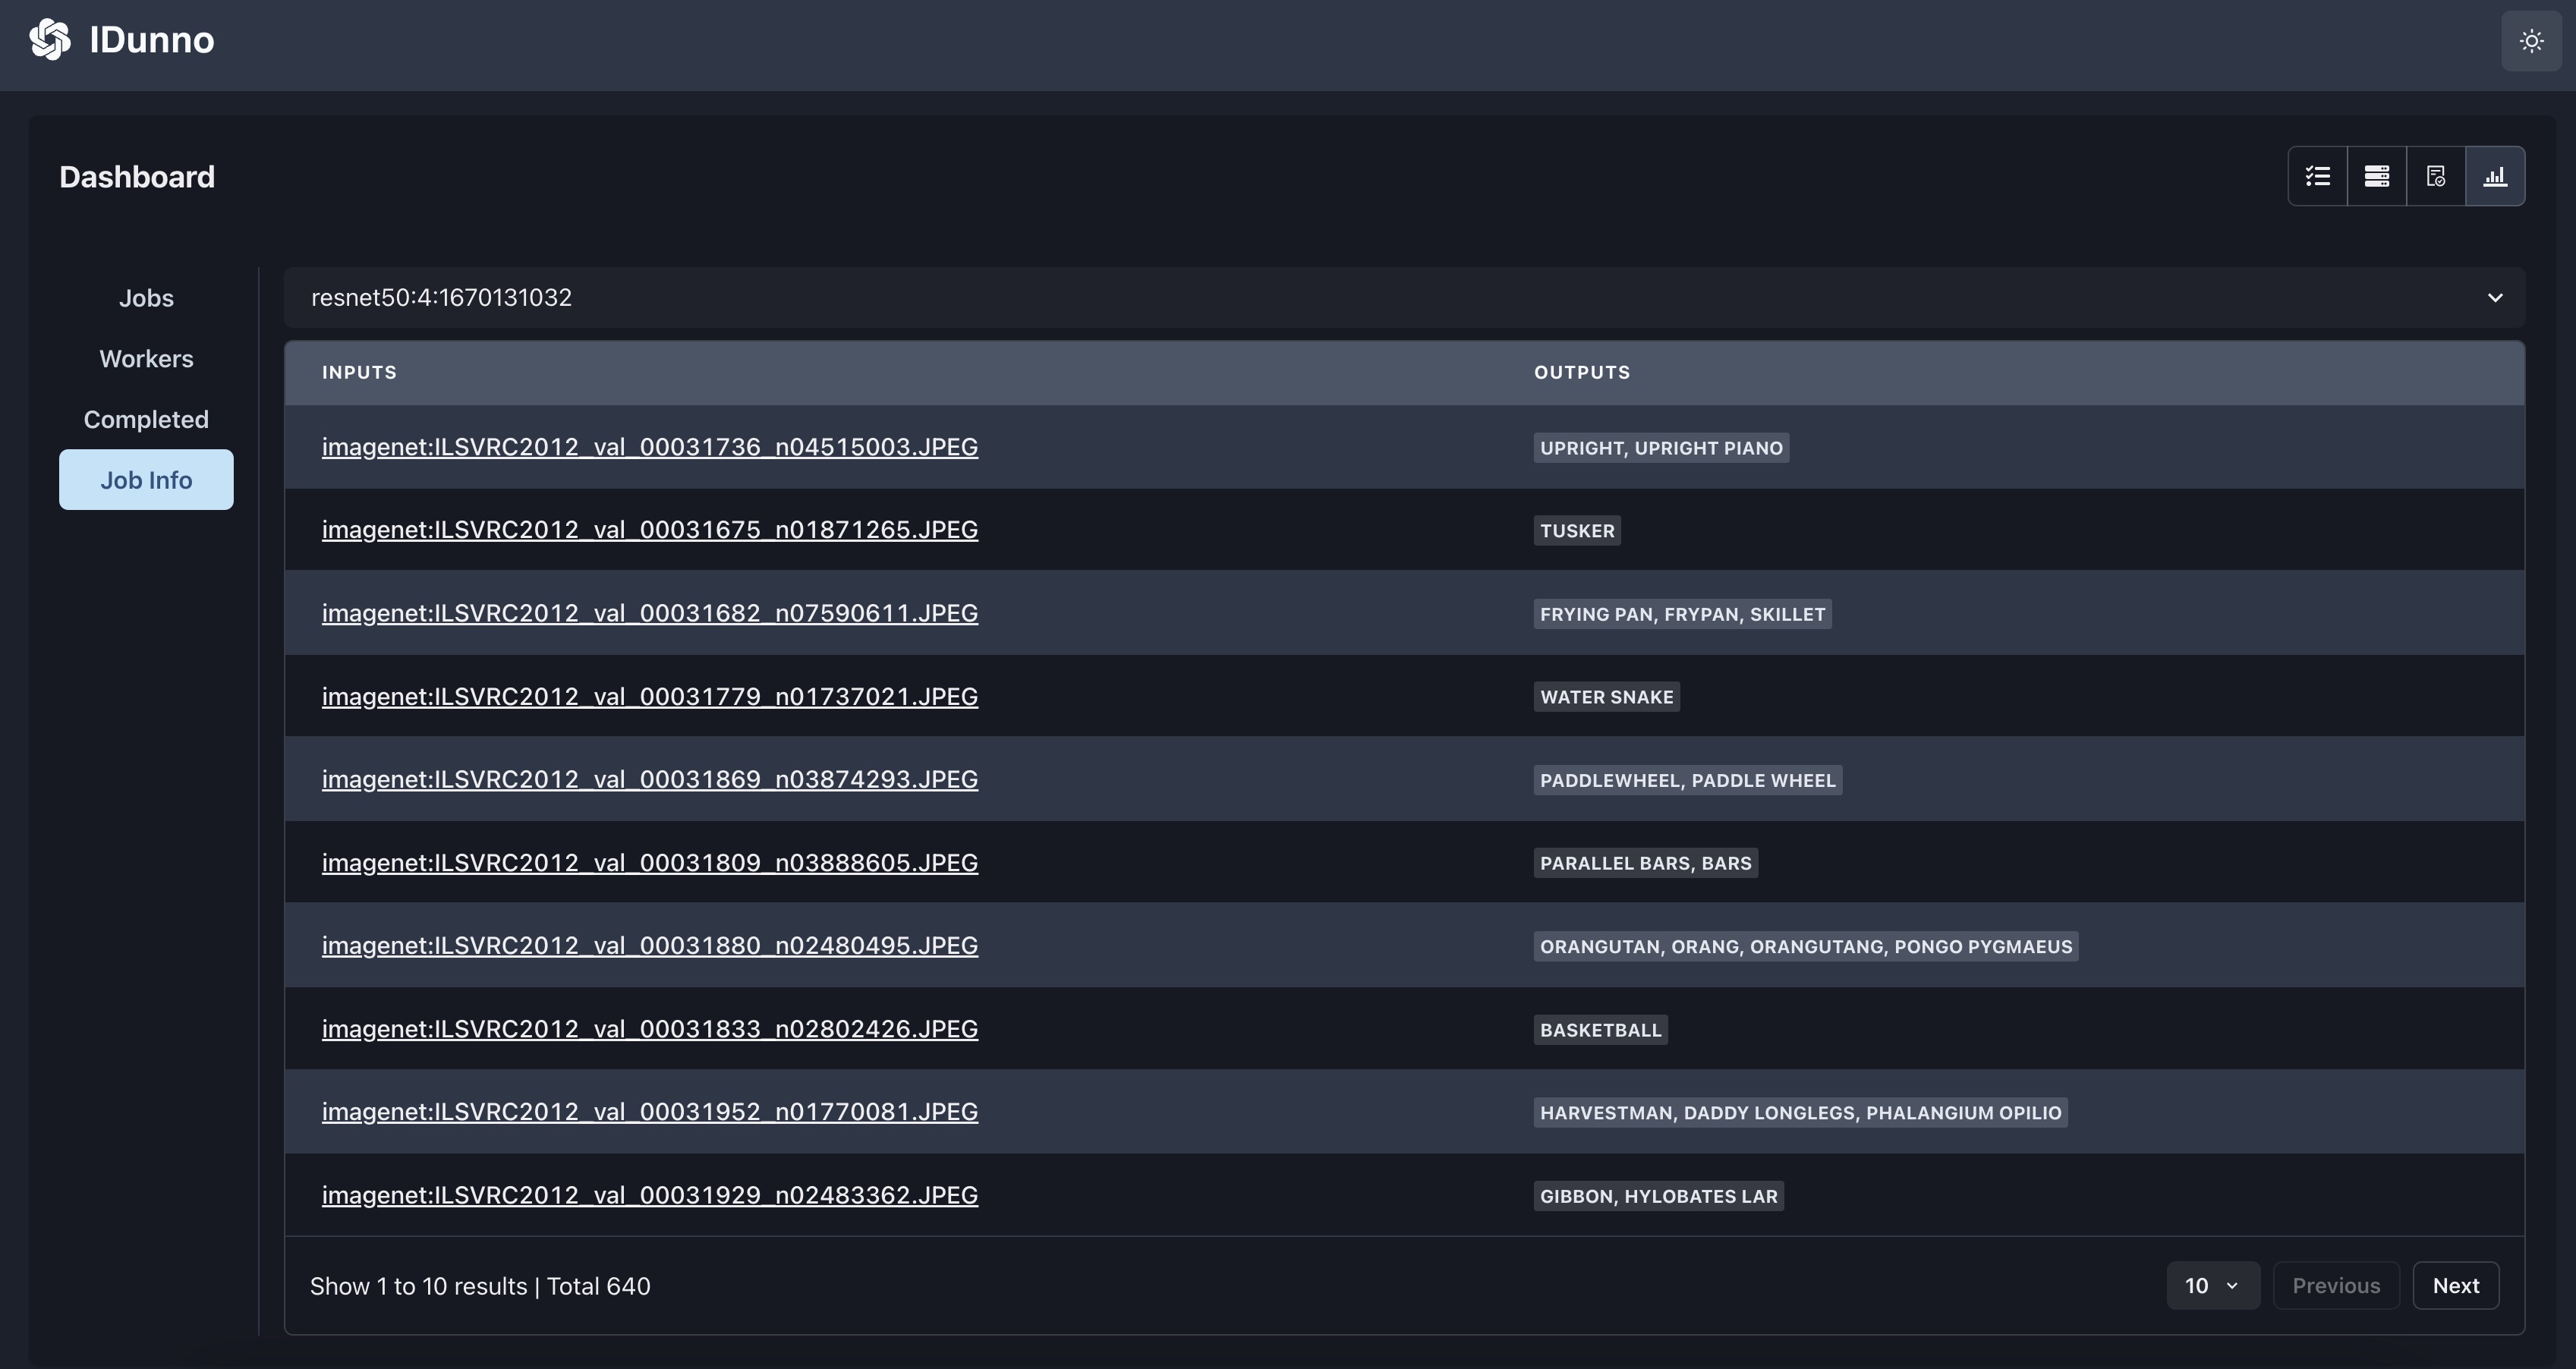 IDunno
Dashboard
Jobs
Workers
Completed
Job Info
resnet50:4:1670131032
INPUTS OUTPUTS
imagenet:ILSVRC2012_val_00031736_n04515003.JPEG UPRIGHT, UPRIGHT PIANO
imagenet:ILSVRC2012_val_00031675_n01871265.JPEG TUSKER
imagenet:ILSVRC2012_val_00031682_n07590611.JPEG FRYING PAN, FRYPAN, SKILLET
imagenet:ILSVRC2012_val_00031779_n01737021.JPEG WATER SNAKE
imagenet:ILSVRC2012_val_00031869_n03874293.JPEG PADDLEWHEEL, PADDLE WHEEL
imagenet:ILSVRC2012_val_00031809_n03888605.JPEG PARALLEL BARS, BARS
imagenet:ILSVRC2012_val_00031880_n02480495.JPEG ORANGUTAN, ORANG, ORANGUTANG, PONGO PYGMAEUS
imagenet:ILSVRC2012_val_00031833_n02802426.JPEG BASKETBALL
imagenet:ILSVRC2012_val_00031952_n01770081.JPEG HARVESTMAN, DADDY LONGLEGS, PHALANGIUM OPILIO
imagenet:ILSVRC2012_val_00031929_n02483362.JPEG GIBBON, HYLOBATES LAR
Show 1 to 10 results | Total 640 10 Previous Next